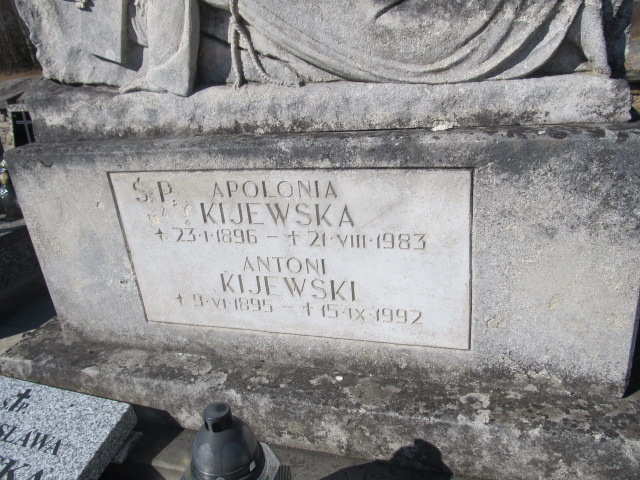 Ś.P. APOLONIA
KIJEWSKA
+ 23·I·1896 – +21·VIII·1983
ANTONI
KIJEWSKI
+ 9·VI·1895 – +15·IX·1992
Ś†P